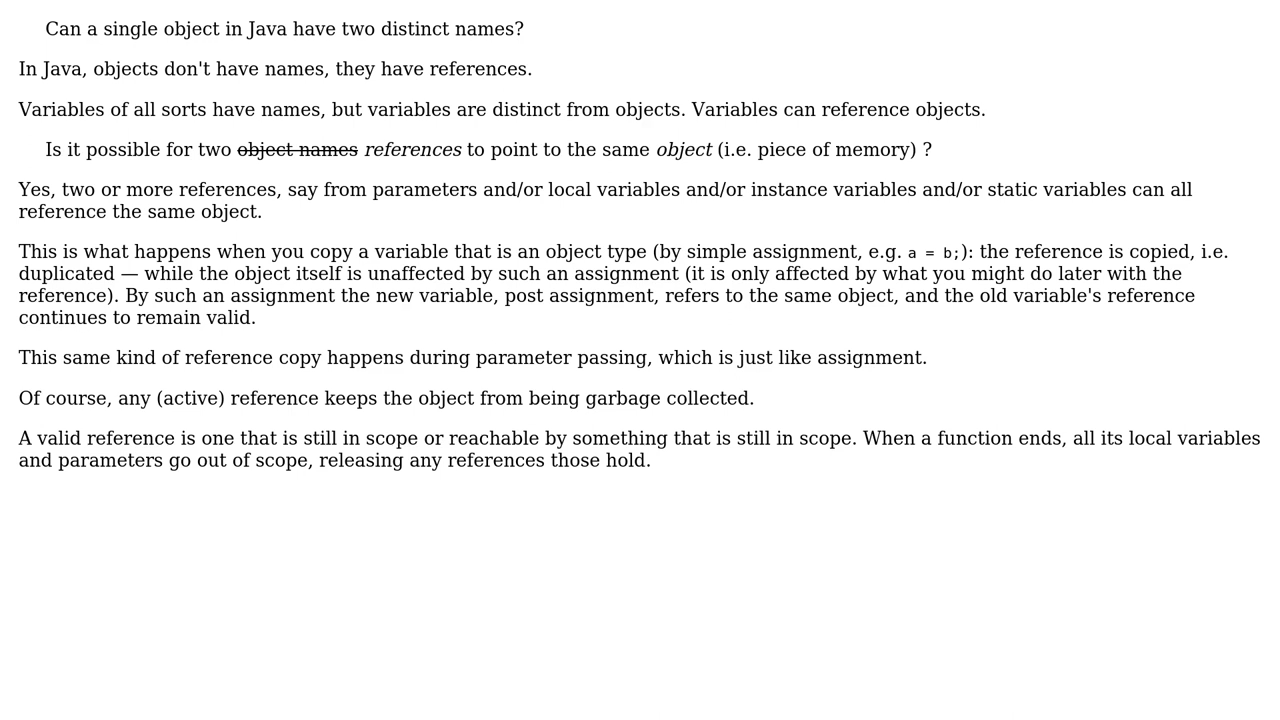 Can a single object in Java have two distinct names?
In Java, objects don't have names, they have references.
Variables of all sorts have names, but variables are distinct from objects. Variables can reference objects.
Is it possible for two object names references to point to the same object (i.e. piece of memory) ?
Yes, two or more references, say from parameters and/or local variables and/or instance variables and/or static variables can all
reference the same object.
This is what happens when you copy a variable that is an object type (by simple assignment, e.g. a = b;): the reference is copied, i.e.
duplicated — while the object itself is unaffected by such an assignment (it is only affected by what you might do later with the
reference). By such an assignment the new variable, post assignment, refers to the same object, and the old variable's reference
continues to remain valid.
This same kind of reference copy happens during parameter passing, which is just like assignment.
Of course, any (active) reference keeps the object from being garbage collected.
A valid reference is one that is still in scope or reachable by something that is still in scope. When a function ends, all its local variables
and parameters go out of scope, releasing any references those hold.